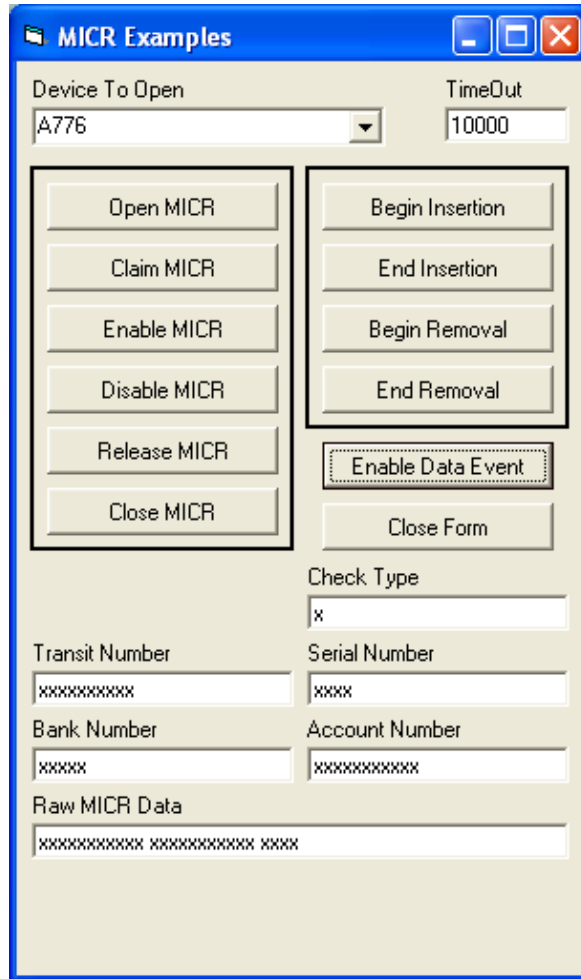 MICR Examples
Device To Open TimeOut
A776 10000
Open MICR Begin Insertion
Claim MICR End Insertion
Enable MICR Begin Removal
Disable MICR End Removal
Release MICR Enable Data Event
Close MICR Close Form
Check Type
x
Transit Number Serial Number
xxxxxxxxxx xxxx
Bank Number Account Number
xxxxx xxxxxxxxxxx
Raw MICR Data
xxxxxxxxxxx xxxxxxxxxxx xxxx